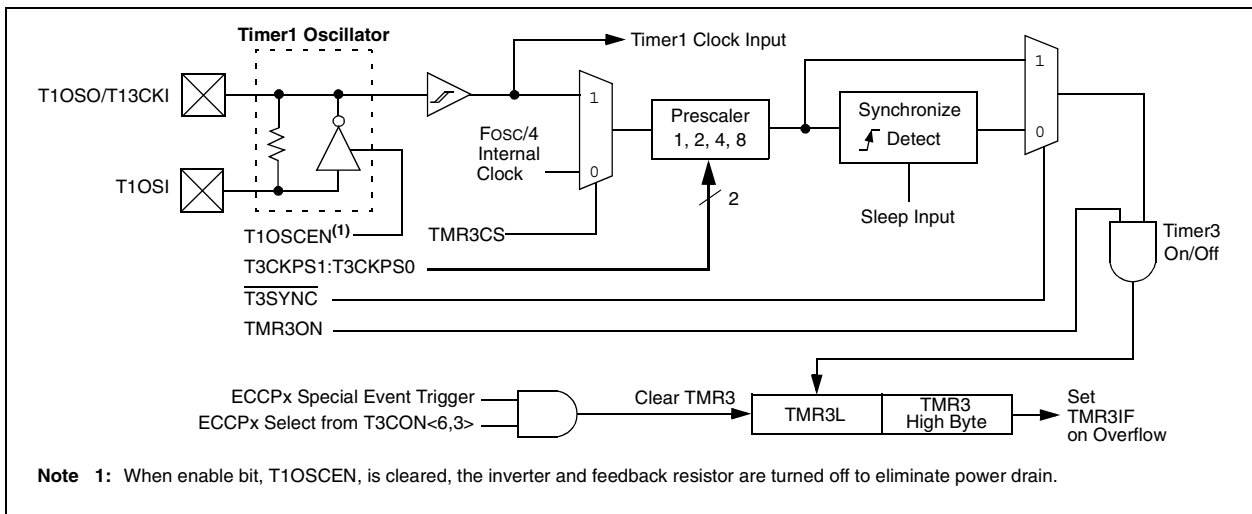 Timer1 Oscillator
Timer1 Clock Input
T1OSO/T13CKI
T1OSI
FOSC/4
Internal
Clock
1
0
Prescaler
1, 2, 4, 8
2
Synchronize
Detect
Sleep Input
1
0
T1OSCEN(1)
TMR3CS
T3CKPS1:T3CKPS0
T3SYNC
TMR3ON
Timer3
On/Off
ECCPx Special Event Trigger
ECCPx Select from T3CON<6,3>
Clear TMR3
TMR3L
TMR3
High Byte
Set
TMR3IF
on Overflow
Note 1: When enable bit, T1OSCEN, is cleared, the inverter and feedback resistor are turned off to eliminate power drain.